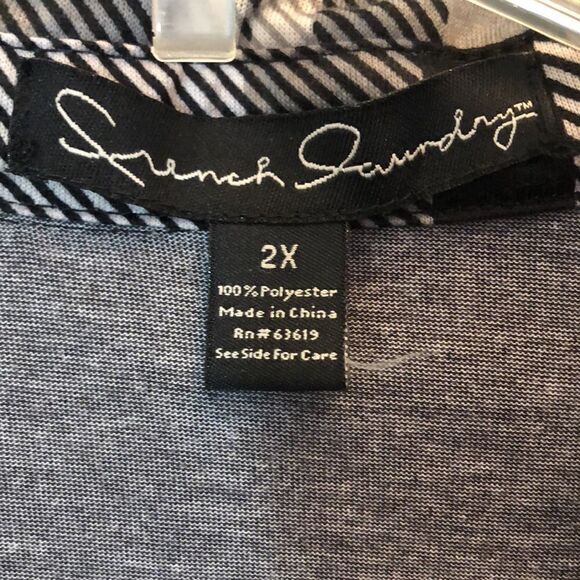 French Laundry™
2X
100% Polyester
Made in China
Rn# 63619
See Side For Care